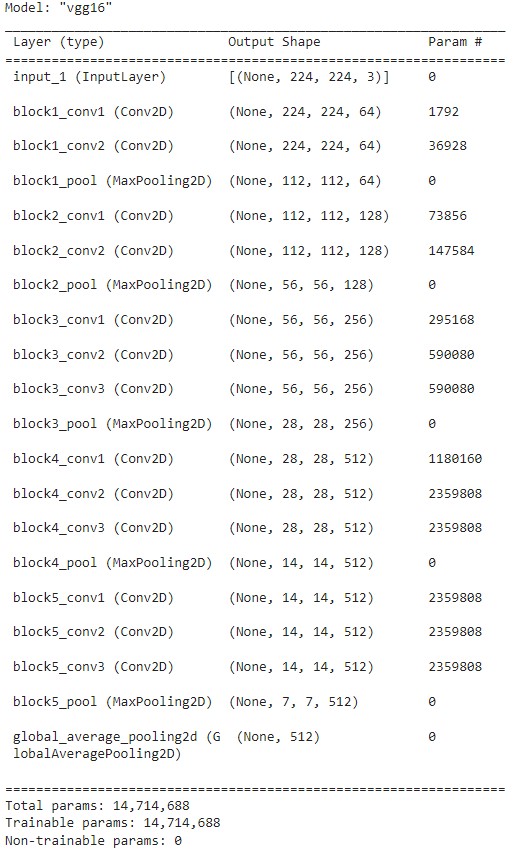 Model: "vgg16"
Layer (type) Output Shape Param #
input_1 (InputLayer) [(None, 224, 224, 3)] 0
block1_conv1 (Conv2D) (None, 224, 224, 64) 1792
block1_conv2 (Conv2D) (None, 224, 224, 64) 36928
block1_pool (MaxPooling2D) (None, 112, 112, 64) 0
block2_conv1 (Conv2D) (None, 112, 112, 128) 73856
block2_conv2 (Conv2D) (None, 112, 112, 128) 147584
block2_pool (MaxPooling2D) (None, 56, 56, 128) 0
block3_conv1 (Conv2D) (None, 56, 56, 256) 295168
block3_conv2 (Conv2D) (None, 56, 56, 256) 590080
block3_conv3 (Conv2D) (None, 56, 56, 256) 590080
block3_pool (MaxPooling2D) (None, 28, 28, 256) 0
block4_conv1 (Conv2D) (None, 28, 28, 512) 1180160
block4_conv2 (Conv2D) (None, 28, 28, 512) 2359808
block4_conv3 (Conv2D) (None, 28, 28, 512) 2359808
block4_pool (MaxPooling2D) (None, 14, 14, 512) 0
block5_conv1 (Conv2D) (None, 14, 14, 512) 2359808
block5_conv2 (Conv2D) (None, 14, 14, 512) 2359808
block5_conv3 (Conv2D) (None, 14, 14, 512) 2359808
block5_pool (MaxPooling2D) (None, 7, 7, 512) 0
global_average_pooling2d (G (None, 512) 0
lobalAveragePooling2D)
Total params: 14,714,688
Trainable params: 14,714,688
Non-trainable params: 0